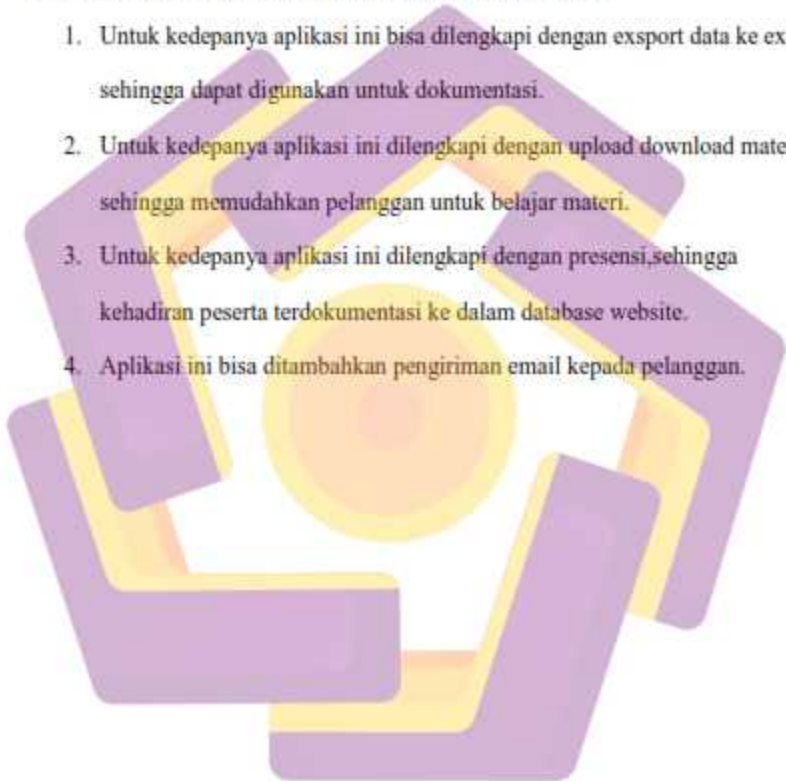 1. Untuk kedepanya aplikasi ini bisa dilengkapi dengan exsport data ke ex
sehingga dapat digunakan untuk dokumentasi.
2. Untuk kedepanya aplikasi ini dilengkapi dengan upload download mate
sehingga memudahkan pelanggan untuk belajar materi.
3. Untuk kedepanya aplikasi ini dilengkapi dengan presensi,sehingga
kehadiran peserta terdokumentasi ke dalam database website.
4. Aplikasi ini bisa ditambahkan pengiriman email kepada pelanggan.